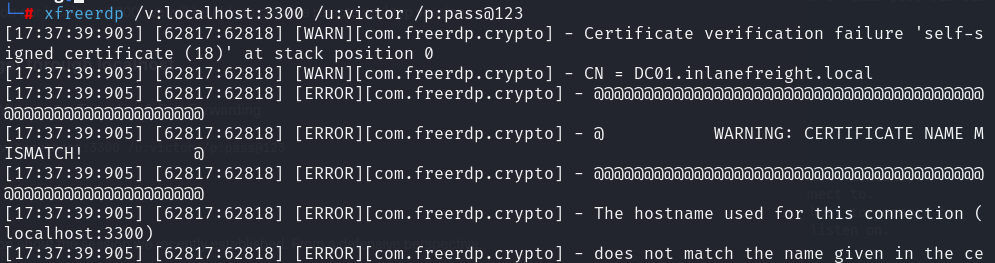 └─# xfreerdp /v:localhost:3300 /u:victor /p:pass@123
[17:37:39:903] [62817:62818] [WARN][com.freerdp.crypto] - Certificate verification failure 'self-s
igned certificate (18)' at stack position 0
[17:37:39:903] [62817:62818] [WARN][com.freerdp.crypto] - CN = DC01.inlanefreight.local
[17:37:39:905] [62817:62818] [ERROR][com.freerdp.crypto] - @@@@@@@@@@@@@@@@@@@@@@@@@@@@@@@@@@@@@@@
@@@@@@@@@@@@@@@@@@@@
[17:37:39:905] [62817:62818] [ERROR][com.freerdp.crypto] - @           WARNING: CERTIFICATE NAME M
ISMATCH!           @
[17:37:39:905] [62817:62818] [ERROR][com.freerdp.crypto] - @@@@@@@@@@@@@@@@@@@@@@@@@@@@@@@@@@@@@@@
@@@@@@@@@@@@@@@@@@@@
[17:37:39:905] [62817:62818] [ERROR][com.freerdp.crypto] - The hostname used for this connection (
localhost:3300)
[17:37:39:905] [62817:62818] [ERROR][com.freerdp.crypto] - does not match the name given in the ce